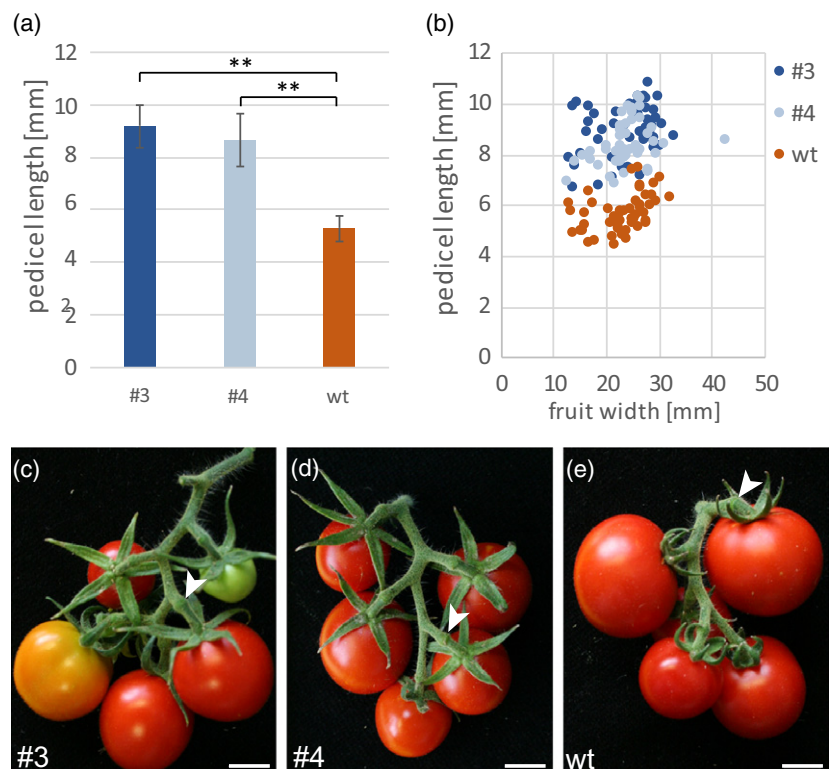 (a)
pedicel length [mm]
12
10
8
6
4
2
0
**
**
#3
#4
wt
(b)
pedicel length [mm]
12
10
8
6
4
2
0
0 10 20 30 40 50
fruit width [mm]
#3
#4
wt
(c)
#3
(d)
#4
(e)
wt